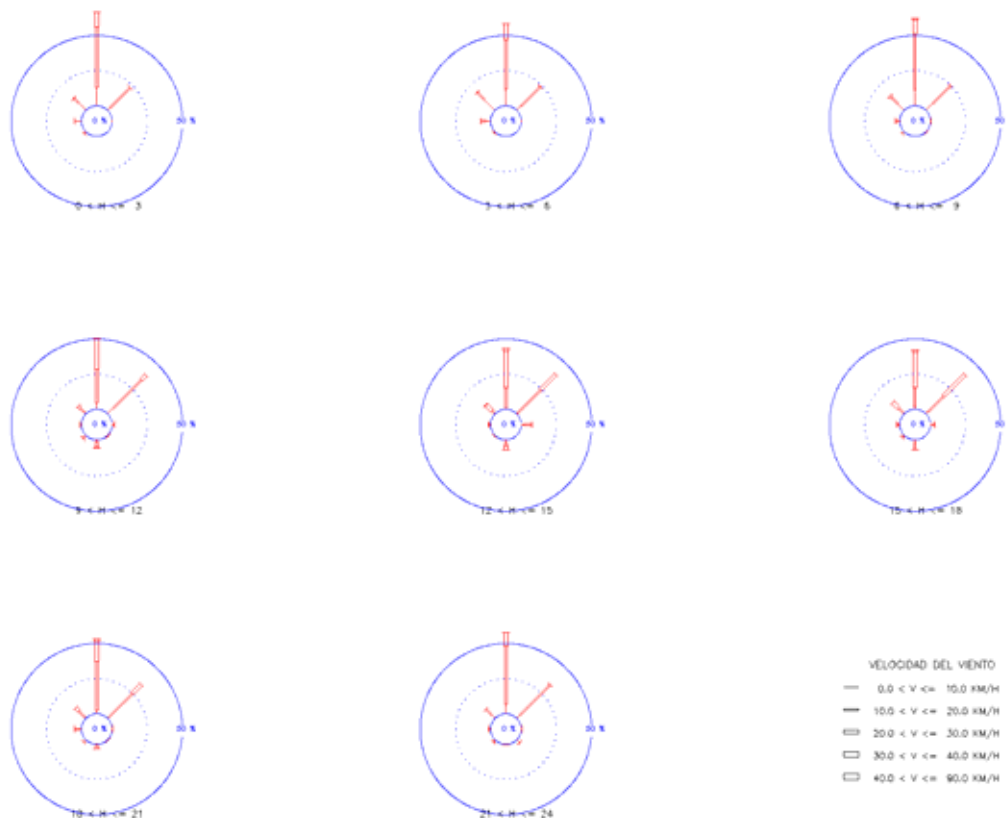 0 % 50 %
0 < H <= 3
0 % 50 %
3 < H <= 6
0 % 50
6 < H <= 9
0 % 50 %
9 < H <= 12
0 % 50 %
12 < H <= 15
0 % 50
15 < H <= 18
0 % 50 %
18 < H <= 21
0 % 50 %
21 < H <= 24
VELOCIDAD DEL VIENTO
0.0 < V <= 10.0 KM/H
10.0 < V <= 20.0 KM/H
20.0 < V <= 30.0 KM/H
30.0 < V <= 40.0 KM/H
40.0 < V <= 90.0 KM/H